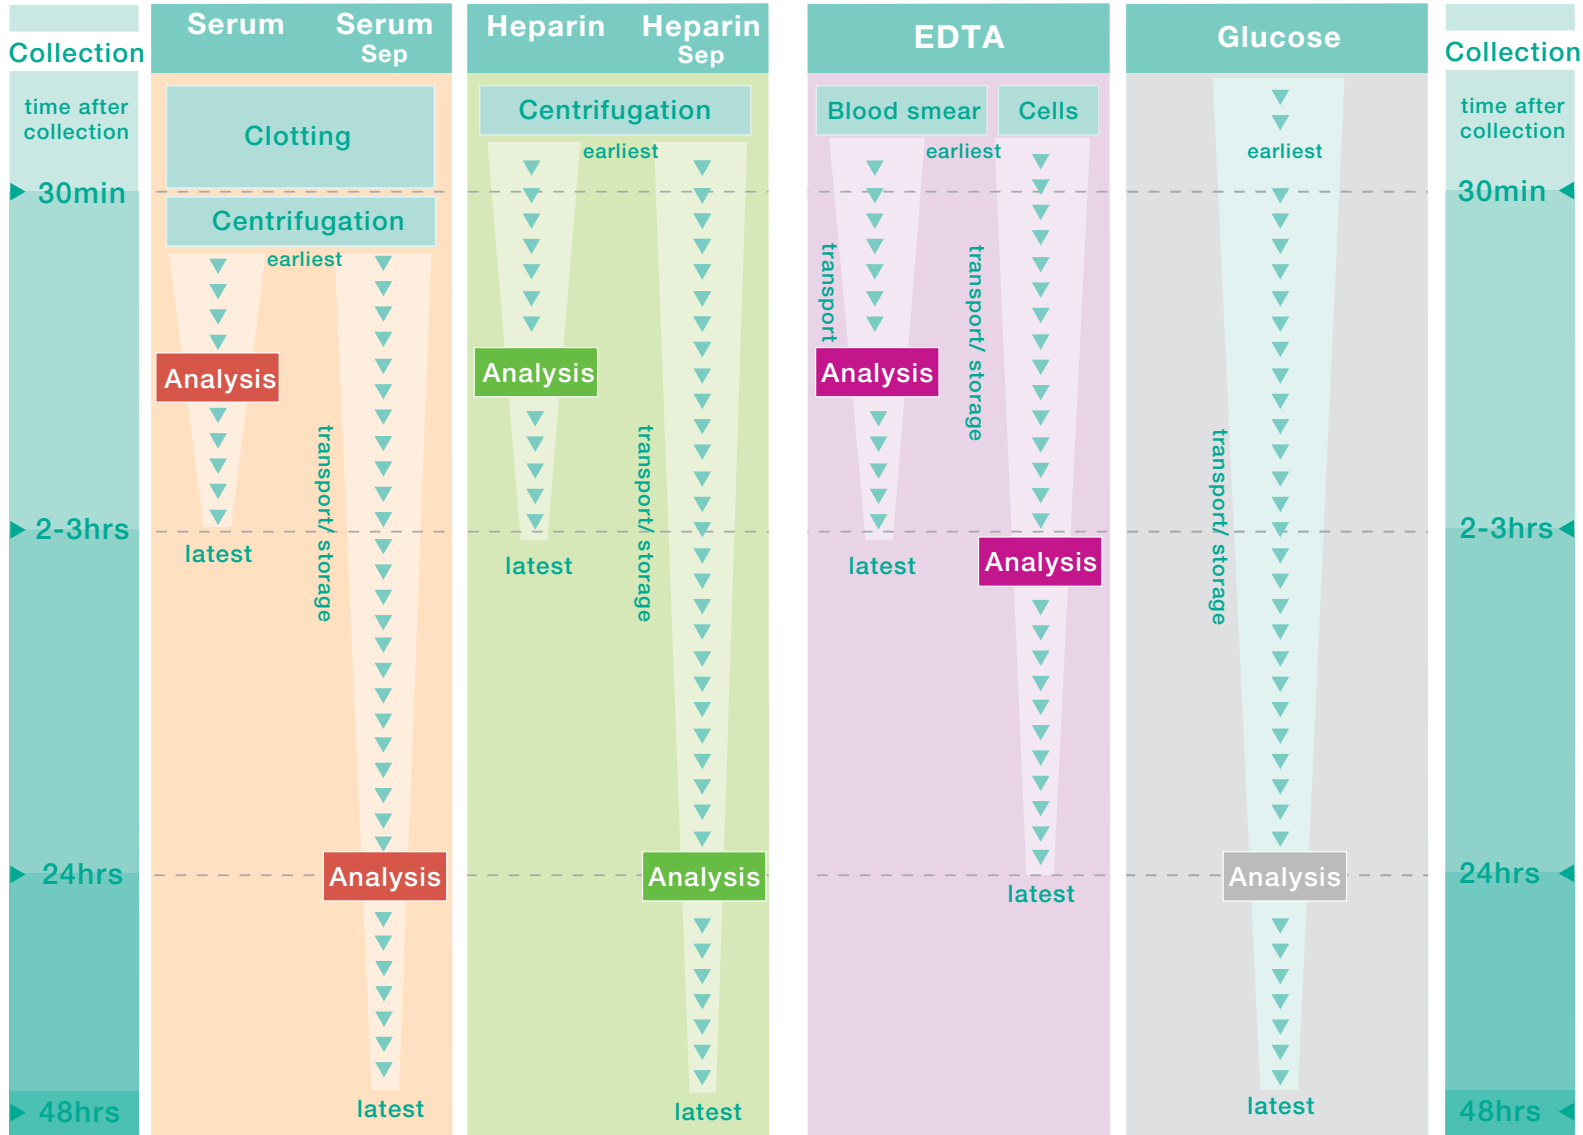 Collection
time after
collection
30min
2-3hrs
24hrs
48hrs
Serum
Serum
Sep
Clotting
Centrifugation
earliest
Analysis
latest
transport/ storage
Analysis
latest
Heparin
Heparin
Sep
Centrifugation
earliest
Analysis
latest
transport/ storage
Analysis
latest
EDTA
Blood smear
Cells
earliest
transport
Analysis
latest
transport/ storage
Analysis
latest
Glucose
earliest
transport/ storage
Analysis
latest
Collection
time after
collection
30min
2-3hrs
24hrs
48hrs